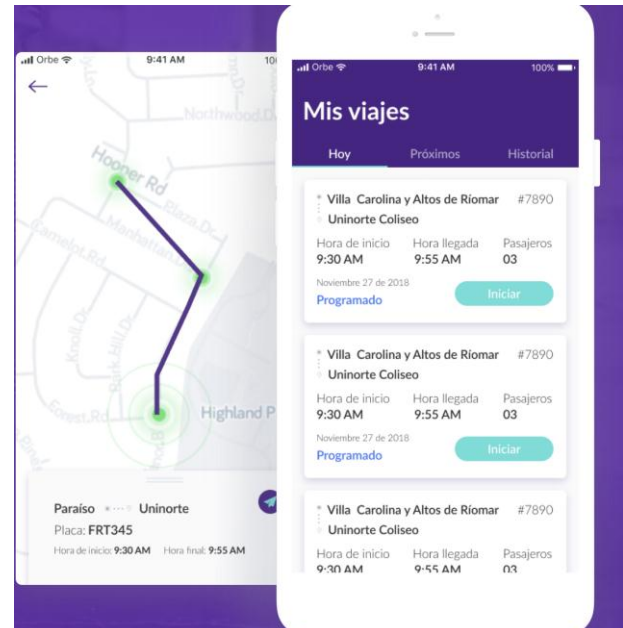 Orbe
9:41 AM
10
Northwood D
Hooner Rd
Plaza Dr
Manhattan Dr
Camelot Rd
Knoll Dr
Park Hill Dr
Forest Rd
Highland P
Paraíso Uninorte
Placa: FRT345
Hora de inicio: 9:30 AM Hora final: 9:55 AM
Orbe
9:41 AM
100%
Mis viajes
Hoy Próximos Historial
Villa Carolina y Altos de Ríomar #7890
Uninorte Coliseo
Hora de inicio Hora llegada Pasajeros
9:30 AM 9:55 AM 03
Noviembre 27 de 2018
Programado Iniciar
Villa Carolina y Altos de Ríomar #7890
Uninorte Coliseo
Hora de inicio Hora llegada Pasajeros
9:30 AM 9:55 AM 03
Noviembre 27 de 2018
Programado Iniciar
Villa Carolina y Altos de Ríomar #7890
Uninorte Coliseo
Hora de inicio Hora llegada Pasajeros
9:30 AM 9:55 AM 03